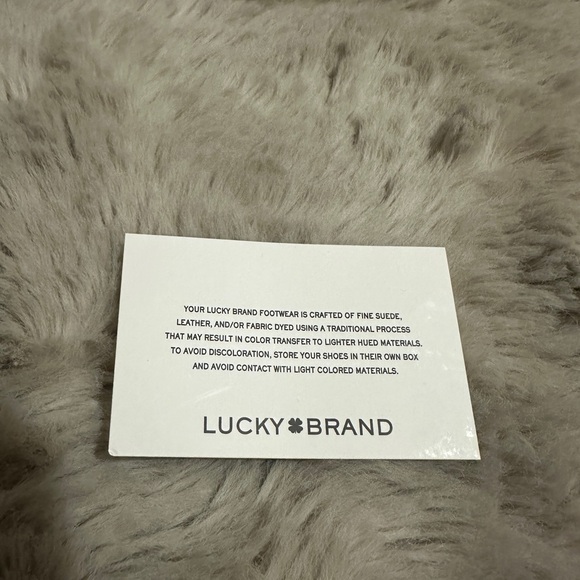 YOUR LUCKY BRAND FOOTWEAR IS CRAFTED OF FINE SUEDE,
LEATHER, AND/OR FABRIC DYED USING A TRADITIONAL PROCESS
THAT MAY RESULT IN COLOR TRANSFER TO LIGHTER HUED MATERIALS.
TO AVOID DISCOLORATION, STORE YOUR SHOES IN THEIR OWN BOX
AND AVOID CONTACT WITH LIGHT COLORED MATERIALS.
LUCKY BRAND